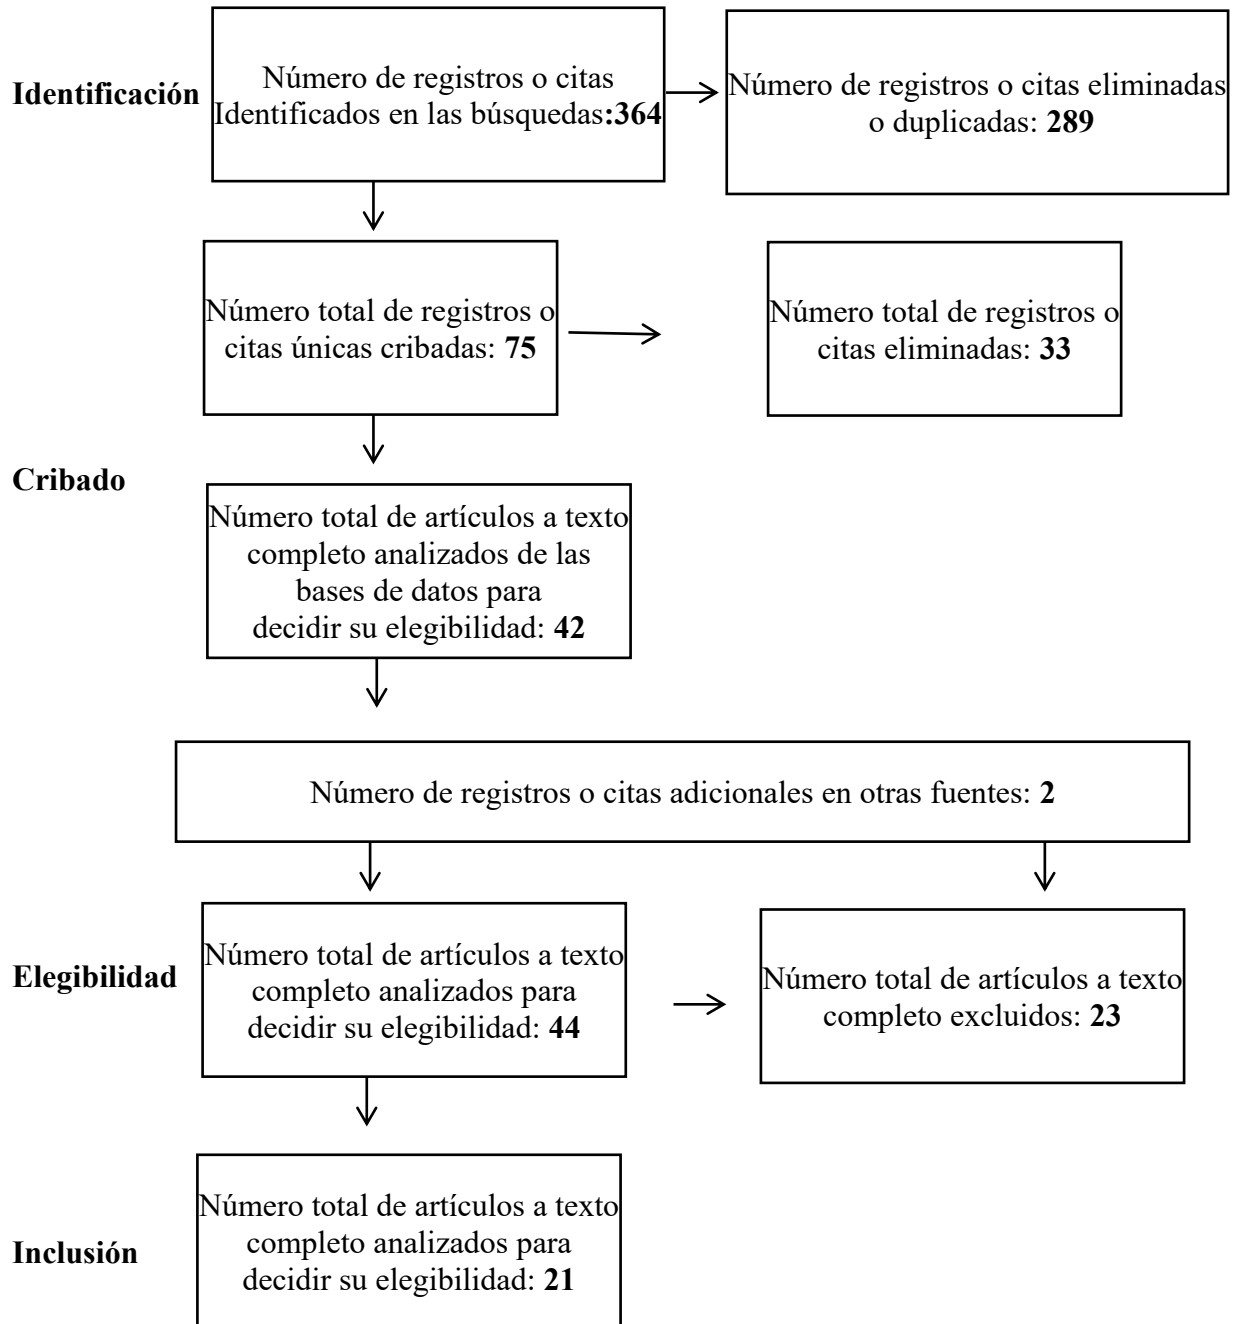 Identificación
Número de registros o citas
Identificados en las búsquedas:364
Número de registros o citas eliminadas
o duplicadas: 289
Número total de registros o
citas únicas cribadas: 75
Número total de registros o
citas eliminadas: 33
Cribado
Número total de artículos a texto
completo analizados de las
bases de datos para
decidir su elegibilidad: 42
Número de registros o citas adicionales en otras fuentes: 2
Elegibilidad
Número total de artículos a texto
completo analizados para
decidir su elegibilidad: 44
Número total de artículos a texto
completo excluidos: 23
Inclusión
Número total de artículos a texto
completo analizados para
decidir su elegibilidad: 21